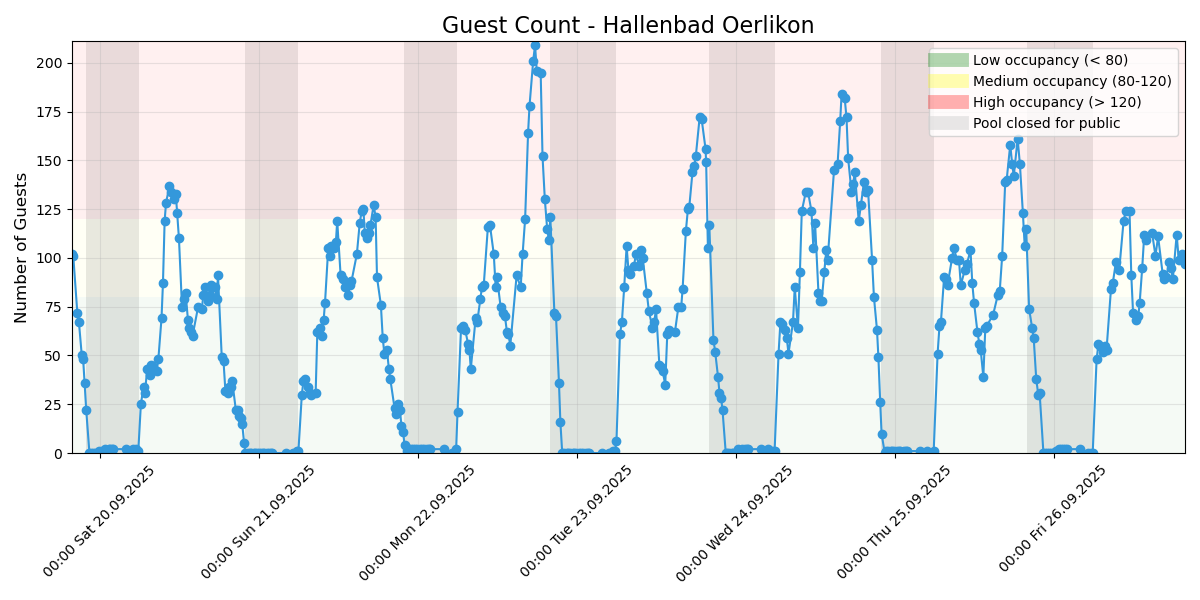 Guest Count - Hallenbad Oerlikon
Low occupancy (< 80)
Medium occupancy (80-120)
High occupancy (> 120)
Pool closed for public
Number of Guests
200
175
150
125
100
75
50
25
0
00:00 Sat 20.09.2025
00:00 Sun 21.09.2025
00:00 Mon 22.09.2025
00:00 Tue 23.09.2025
00:00 Wed 24.09.2025
00:00 Thu 25.09.2025
00:00 Fri 26.09.2025